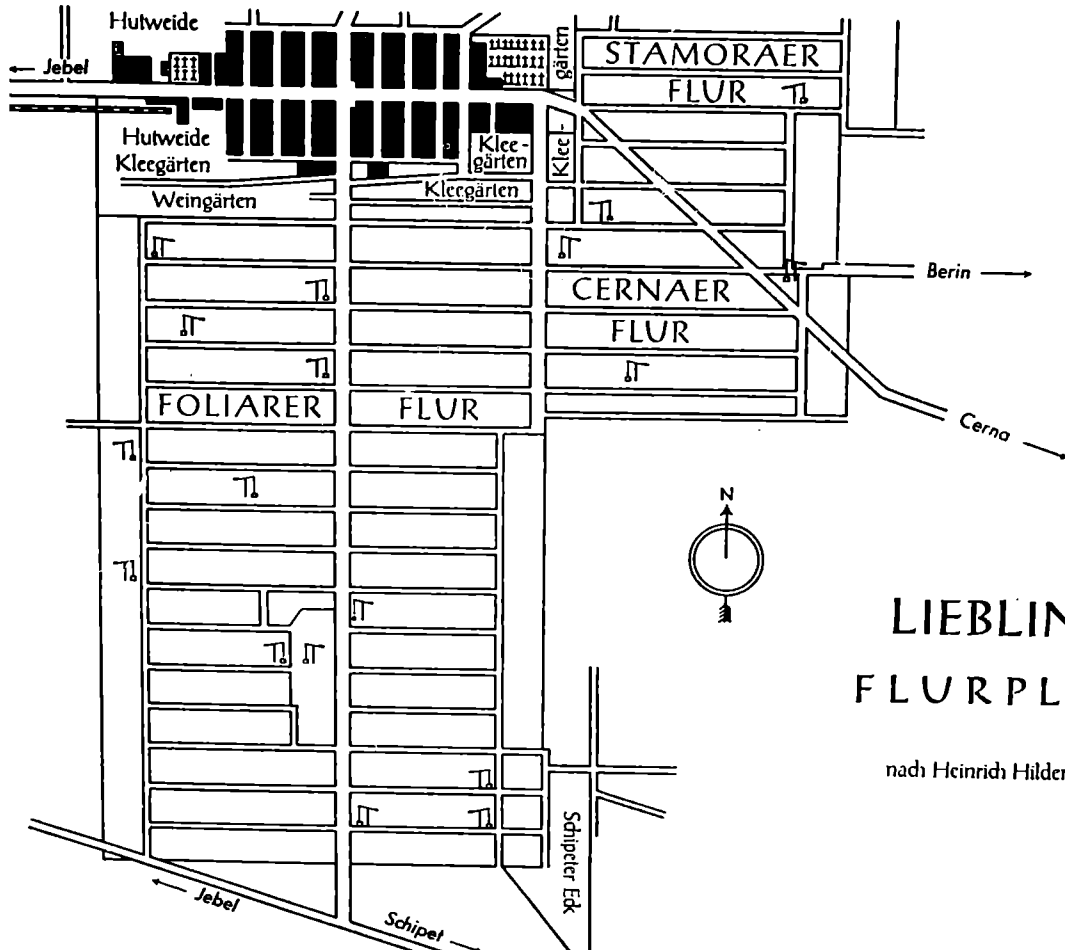 Hutweide
Jebel
gärten
STAMORAER
FLUR
Hutweide
Kleegärten
Klee-
gärten
Klee-
Weingärten
Kleegärten
CERNAER
FLUR
Berin
FOLIARER FLUR
Cerna
N
LIEBLIN
FLURPL
nach Heinrich Hilder
Schipeter Eck
Jebel
Schipet